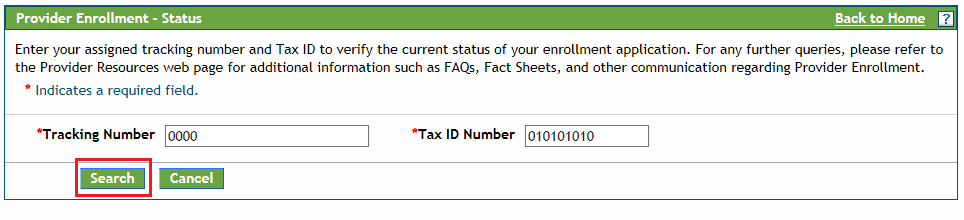 Provider Enrollment - Status Back to Home ?
Enter your assigned tracking number and Tax ID to verify the current status of your enrollment application. For any further queries, please refer to
the Provider Resources web page for additional information such as FAQs, Fact Sheets, and other communication regarding Provider Enrollment.
* Indicates a required field.
*Tracking Number 0000 *Tax ID Number 010101010
Search Cancel